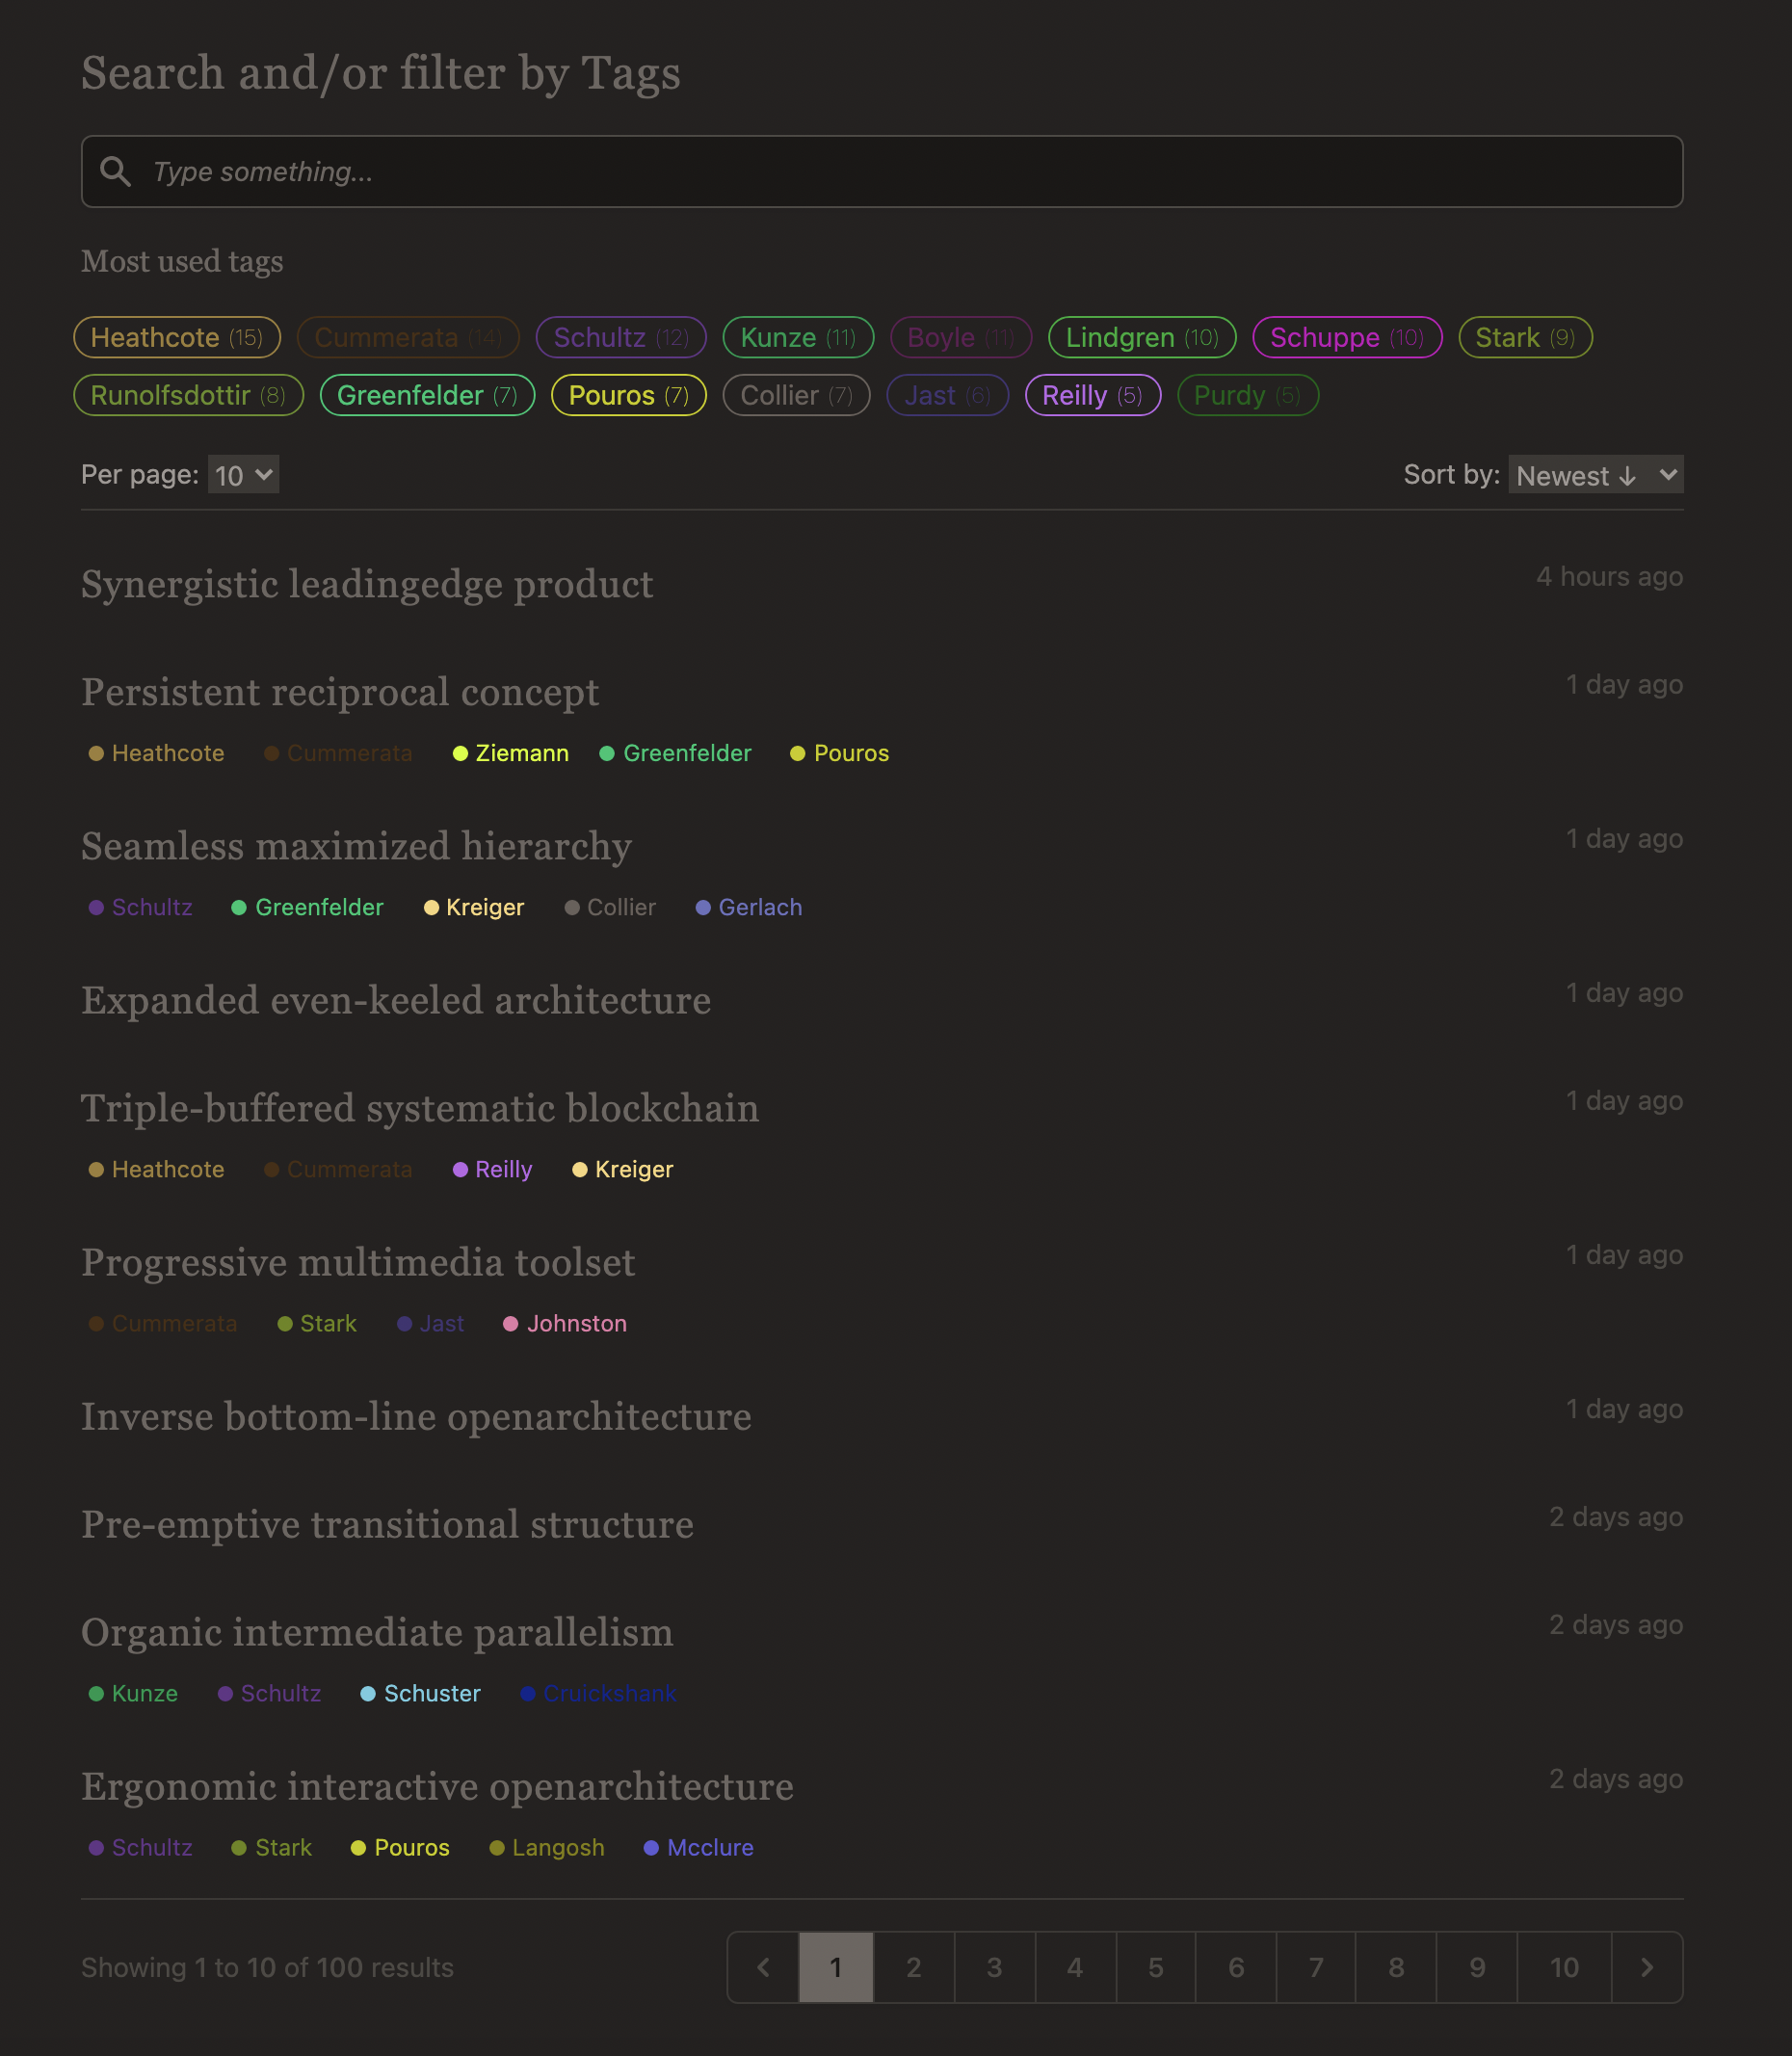 Search and/or filter by Tags
Type something...
Most used tags
Heathcote (15) Cummerata (14) Schultz (12) Kunze (11) Boyle (11) Lindgren (10) Schuppe (10) Stark (9)
Runolfsdottir (8) Greenfelder (7) Pouros (7) Collier (7) Jast (6) Reilly (5) Purdy (5)
Per page: 10 Sort by: Newest ↓
Synergistic leadingedge product 4 hours ago
Persistent reciprocal concept 1 day ago
Heathcote Cummerata Ziemann Greenfelder Pouros
Seamless maximized hierarchy 1 day ago
Schultz Greenfelder Kreiger Collier Gerlach
Expanded even-keeled architecture 1 day ago
Triple-buffered systematic blockchain 1 day ago
Heathcote Cummerata Reilly Kreiger
Progressive multimedia toolset 1 day ago
Cummerata Stark Jast Johnston
Inverse bottom-line openarchitecture 1 day ago
Pre-emptive transitional structure 2 days ago
Organic intermediate parallelism 2 days ago
Kunze Schultz Schuster Cruickshank
Ergonomic interactive openarchitecture 2 days ago
Schultz Stark Pouros Langosh Mcclure
Showing 1 to 10 of 100 results 1 2 3 4 5 6 7 8 9 10